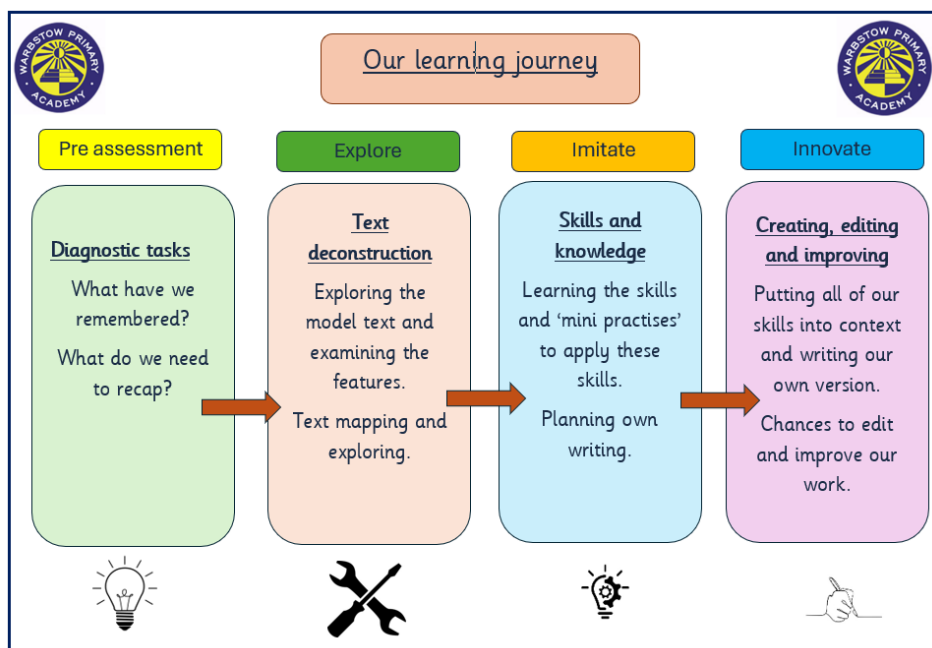 WARBSTOW PRIMARY
ACADEMY
Our learning journey
WARBSTOW PRIMARY
ACADEMY
Pre assessment
Explore
Imitate
Innovate
Diagnostic tasks
What have we
remembered?
What do we need
to recap?
Text
deconstruction
Exploring the
model text and
examining the
features.
Text mapping and
exploring.
Skills and
knowledge
Learning the skills
and ‘mini practises’
to apply these
skills.
Planning own
writing.
Creating, editing
and improving
Putting all of our
skills into context
and writing our
own version.
Chances to edit
and improve our
work.